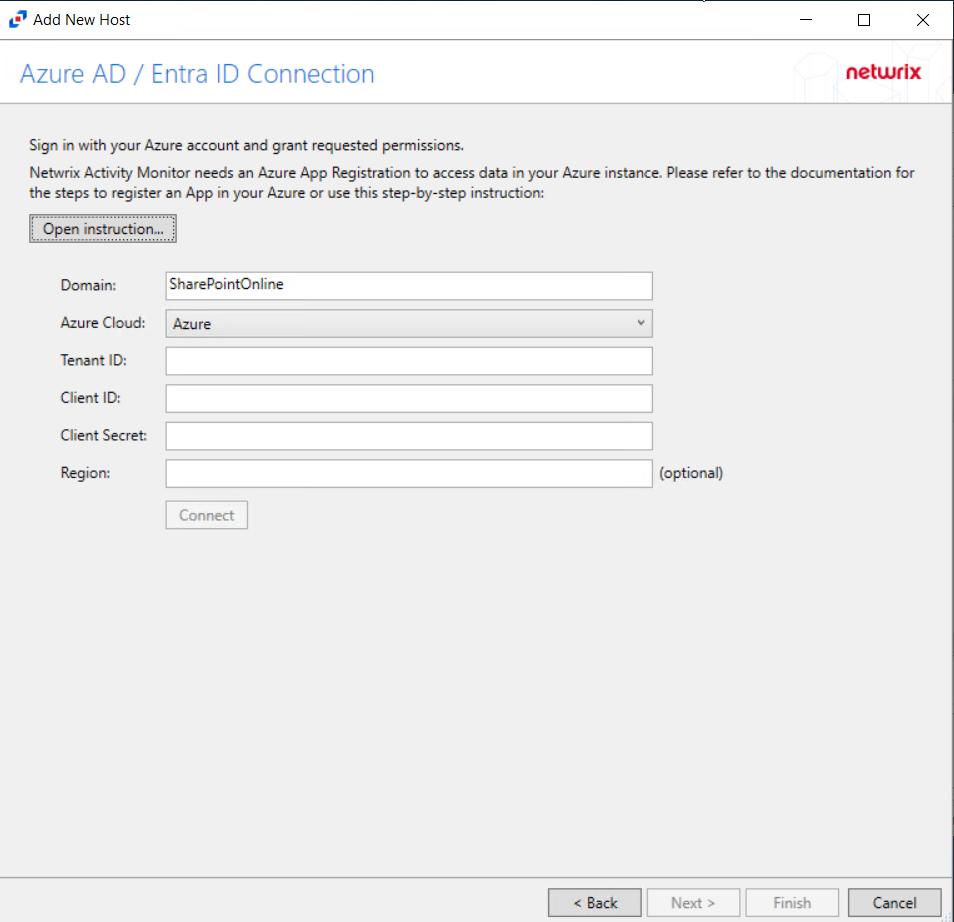 Add New Host
Azure AD / Entra ID Connection
netwrix
Sign in with your Azure account and grant requested permissions.
Netwrix Activity Monitor needs an Azure App Registration to access data in your Azure instance. Please refer to the documentation for
the steps to register an App in your Azure or use this step-by-step instruction:
Open instruction...
Domain: SharePointOnline
Azure Cloud: Azure
Tenant ID:
Client ID:
Client Secret:
Region: (optional)
Connect
< Back Next > Finish Cancel